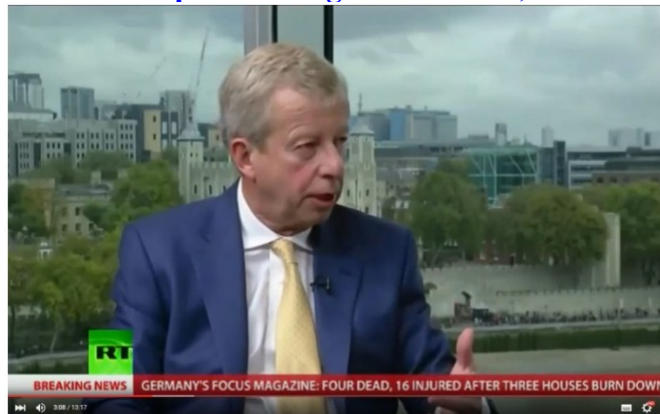 RT
BREAKING NEWS GERMANY'S FOCUS MAGAZINE: FOUR DEAD, 16 INJURED AFTER THREE HOUSES BURN DOWN
3:08 / 13:17